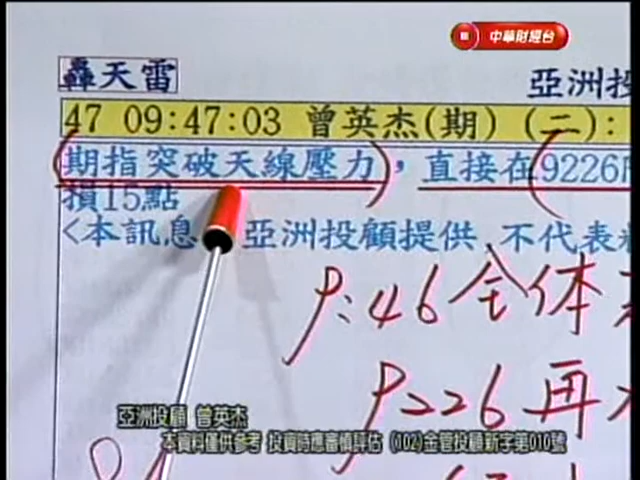 中華財經台
轟天雷
亞洲投
47 09:47:03 曾英杰(期) (二):
期指突破天線壓力，直接在9226
損15點
<本訊息 亞洲投顧提供,不代表
9:46 全体
226 再
亞洲投顧 曾英杰
本資料僅供參考 投資時應審慎評估 (102)金管投顧新字第010號